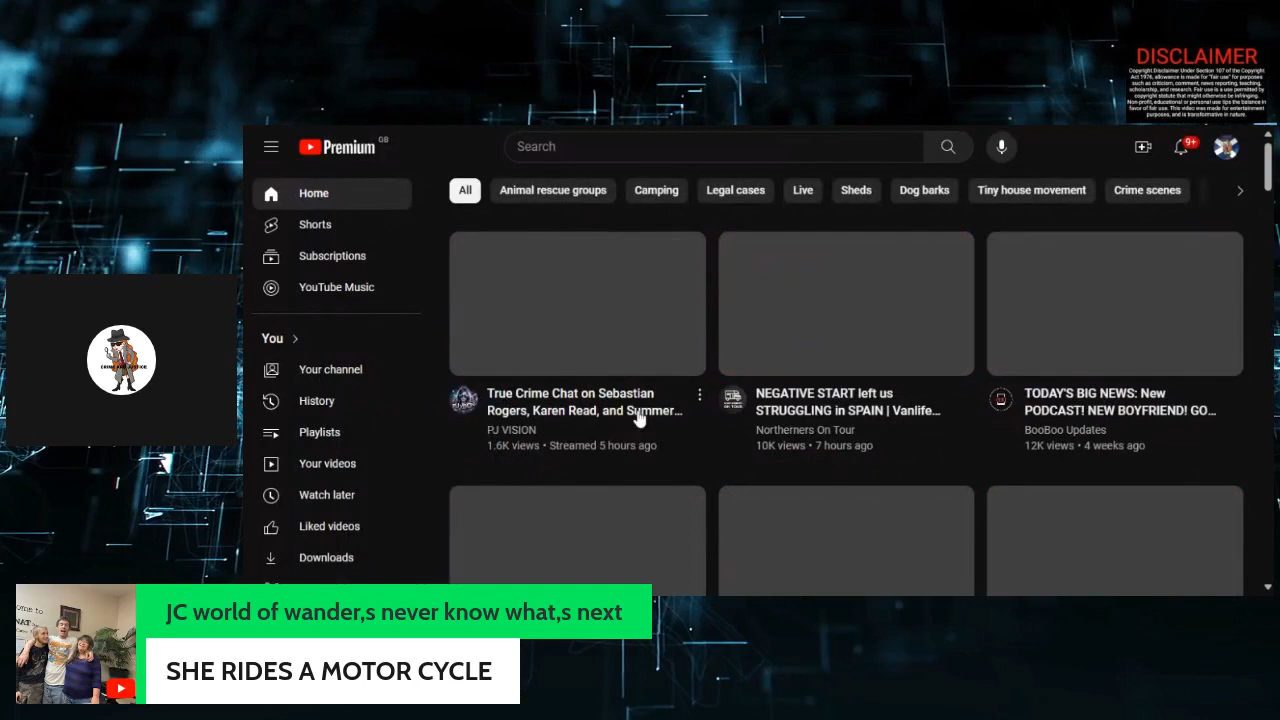 DISCLAIMER
Copyright Disclaimer Under Section 107 of the Copyright
Act 1976, allowance is made for "fair use" for purposes
such as criticism, comment, news reporting, teaching,
scholarship, and research. Fair use is a use permitted by
copyright statute that might otherwise be infringing.
Non-profit, educational or personal use tips the balance in
favor of fair use. This video was made for entertainment
purposes, and is transformative in nature.
Premium GB
Search
9+
Home
Shorts
Subscriptions
YouTube Music
You
Your channel
History
Playlists
Your videos
Watch later
Liked videos
Downloads
All
Animal rescue groups
Camping
Legal cases
Live
Sheds
Dog barks
Tiny house movement
Crime scenes
True Crime Chat on Sebastian
Rogers, Karen Read, and Summer...
PJ VISION
1.6K views • Streamed 5 hours ago
NEGATIVE START left us
STRUGGLING in SPAIN | Vanlife...
Northerners On Tour
10K views • 7 hours ago
TODAY'S BIG NEWS: New
PODCAST! NEW BOYFRIEND! GO...
BooBoo Updates
12K views • 4 weeks ago
CRIME AND JUSTICE
JC world of wander,s never know what,s next
SHE RIDES A MOTOR CYCLE